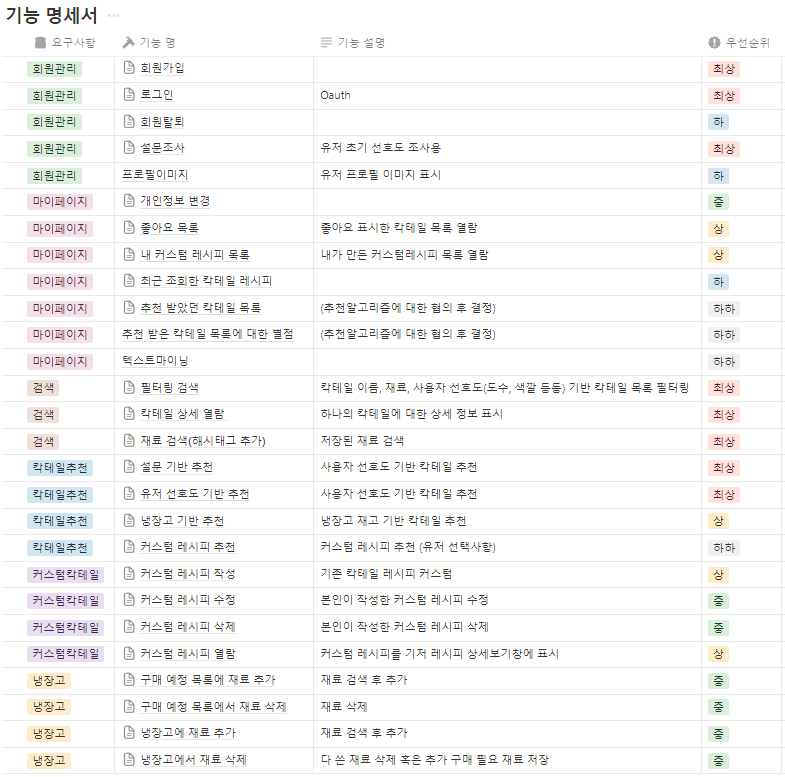 기능 명세서 ...
요구사항 기능 명 기능 설명 우선순위
회원관리 회원가입 최상
회원관리 로그인 Oauth 최상
회원관리 회원탈퇴 하
회원관리 설문조사 유저 초기 선호도 조사용 최상
회원관리 프로필이미지 유저 프로필 이미지 표시 하
마이페이지 개인정보 변경 중
마이페이지 좋아요 목록 좋아요 표시한 칵테일 목록 열람 상
마이페이지 내 커스텀 레시피 목록 내가 만든 커스텀레시피 목록 열람 상
마이페이지 최근 조회한 칵테일 레시피 하
마이페이지 추천 받았던 칵테일 목록 (추천알고리즘에 대한 협의 후 결정) 하하
마이페이지 추천 받은 칵테일 목록에 대한 별점 (추천알고리즘에 대한 협의 후 결정) 하하
마이페이지 텍스트마이닝 하하
검색 필터링 검색 칵테일 이름, 재료, 사용자 선호도(도수, 색깔 등등) 기반 칵테일 목록 필터링 최상
검색 칵테일 상세 열람 하나의 칵테일에 대한 상세 정보 표시 최상
검색 재료 검색(해시태그 추가) 저장된 재료 검색 최상
칵테일추천 설문 기반 추천 사용자 선호도 기반 칵테일 추천 최상
칵테일추천 유저 선호도 기반 추천 사용자 선호도 기반 칵테일 추천 최상
칵테일추천 냉장고 기반 추천 냉장고 재고 기반 칵테일 추천 상
칵테일추천 커스텀 레시피 추천 커스텀 레시피 추천 (유저 선택사항) 하하
커스텀칵테일 커스텀 레시피 작성 기존 칵테일 레시피 커스텀 상
커스텀칵테일 커스텀 레시피 수정 본인이 작성한 커스텀 레시피 수정 중
커스텀칵테일 커스텀 레시피 삭제 본인이 작성한 커스텀 레시피 삭제 중
커스텀칵테일 커스텀 레시피 열람 커스텀 레시피를 기저 레시피 상세보기창에 표시 상
냉장고 구매 예정 목록에 재료 추가 재료 검색 후 추가 중
냉장고 구매 예정 목록에서 재료 삭제 재료 삭제 중
냉장고 냉장고에 재료 추가 재료 검색 후 추가 중
냉장고 냉장고에서 재료 삭제 다 쓴 재료 삭제 혹은 추가 구매 필요 재료 저장 중